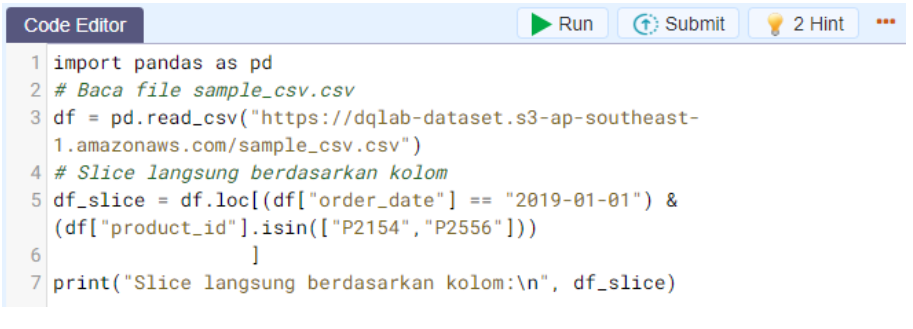 Code Editor Run Submit 2 Hint
1 import pandas as pd
2 # Baca file sample_csv.csv
3 df = pd.read_csv("https://dqlab-dataset.s3-ap-southeast-
1.amazonaws.com/sample_csv.csv")
4 # Slice langsung berdasarkan kolom
5 df_slice = df.loc[(df["order_date"] == "2019-01-01") &
(df["product_id"].isin(["P2154","P2556"]))
6 ]
7 print("Slice langsung berdasarkan kolom:\n", df_slice)